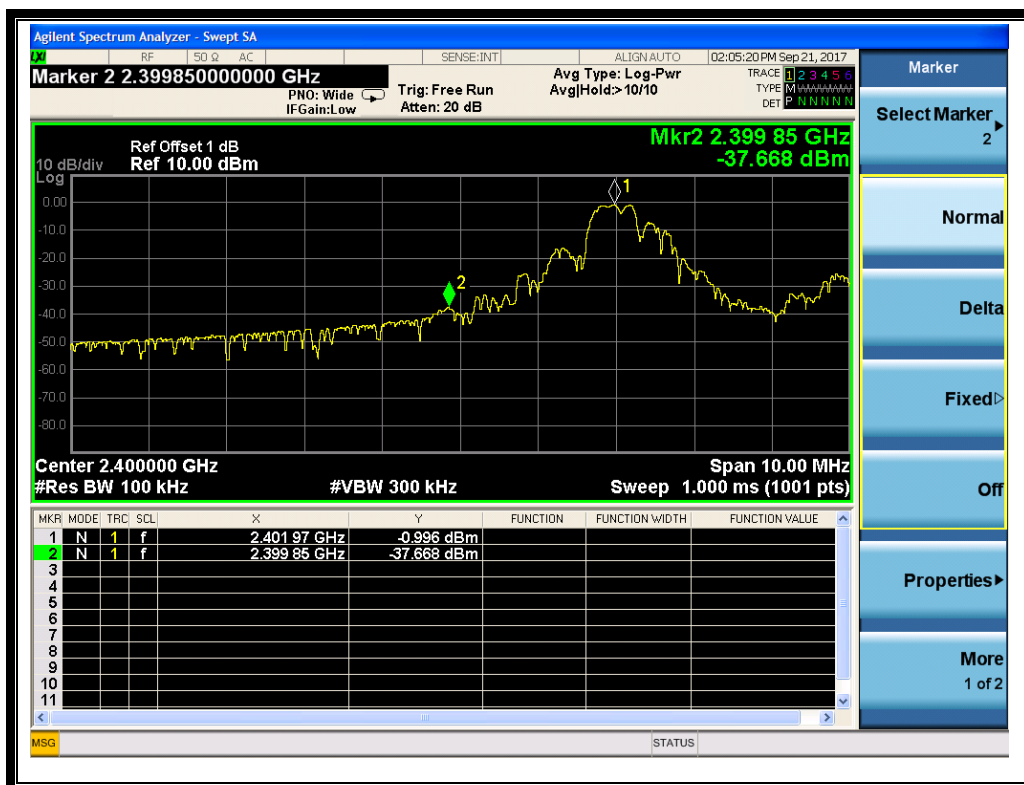 Agilent Spectrum Analyzer - Swept SA
LXI RF 50 Ω AC SENSE:INT ALIGN AUTO 02:05:20 PM Sep 21, 2017
Marker 2 2.399850000000 GHz
PNO: Wide
IFGain:Low
Trig: Free Run
Atten: 20 dB
Avg Type: Log-Pwr
Avg|Hold:>10/10
TRACE 1 2 3 4 5 6
TYPE M
DET P N N N N N
Mkr2 2.399 85 GHz
-37.668 dBm
Ref Offset 1 dB
10 dB/div Ref 10.00 dBm
Log
0.00
-10.0
-20.0
-30.0
-40.0
-50.0
-60.0
-70.0
-80.0
1
2
Center 2.400000 GHz Span 10.00 MHz
#Res BW 100 kHz #VBW 300 kHz Sweep 1.000 ms (1001 pts)
MKR MODE TRC SCL X Y FUNCTION FUNCTION WIDTH FUNCTION VALUE
1 N 1 f 2.401 97 GHz -0.996 dBm
2 N 1 f 2.399 85 GHz -37.668 dBm
3
4
5
6
7
8
9
10
11
MSG STATUS
Marker
Select Marker
2
Normal
Delta
Fixed
Off
Properties
More
1 of 2